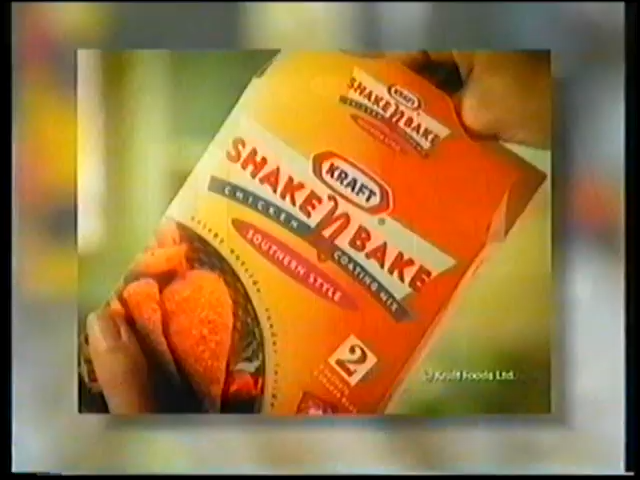 KRAFT
SHAKE 'N BAKE
KRAFT
SHAKE 'N BAKE
CHICKEN COATING MIX
SOUTHERN STYLE
2
© Kraft Foods Ltd.